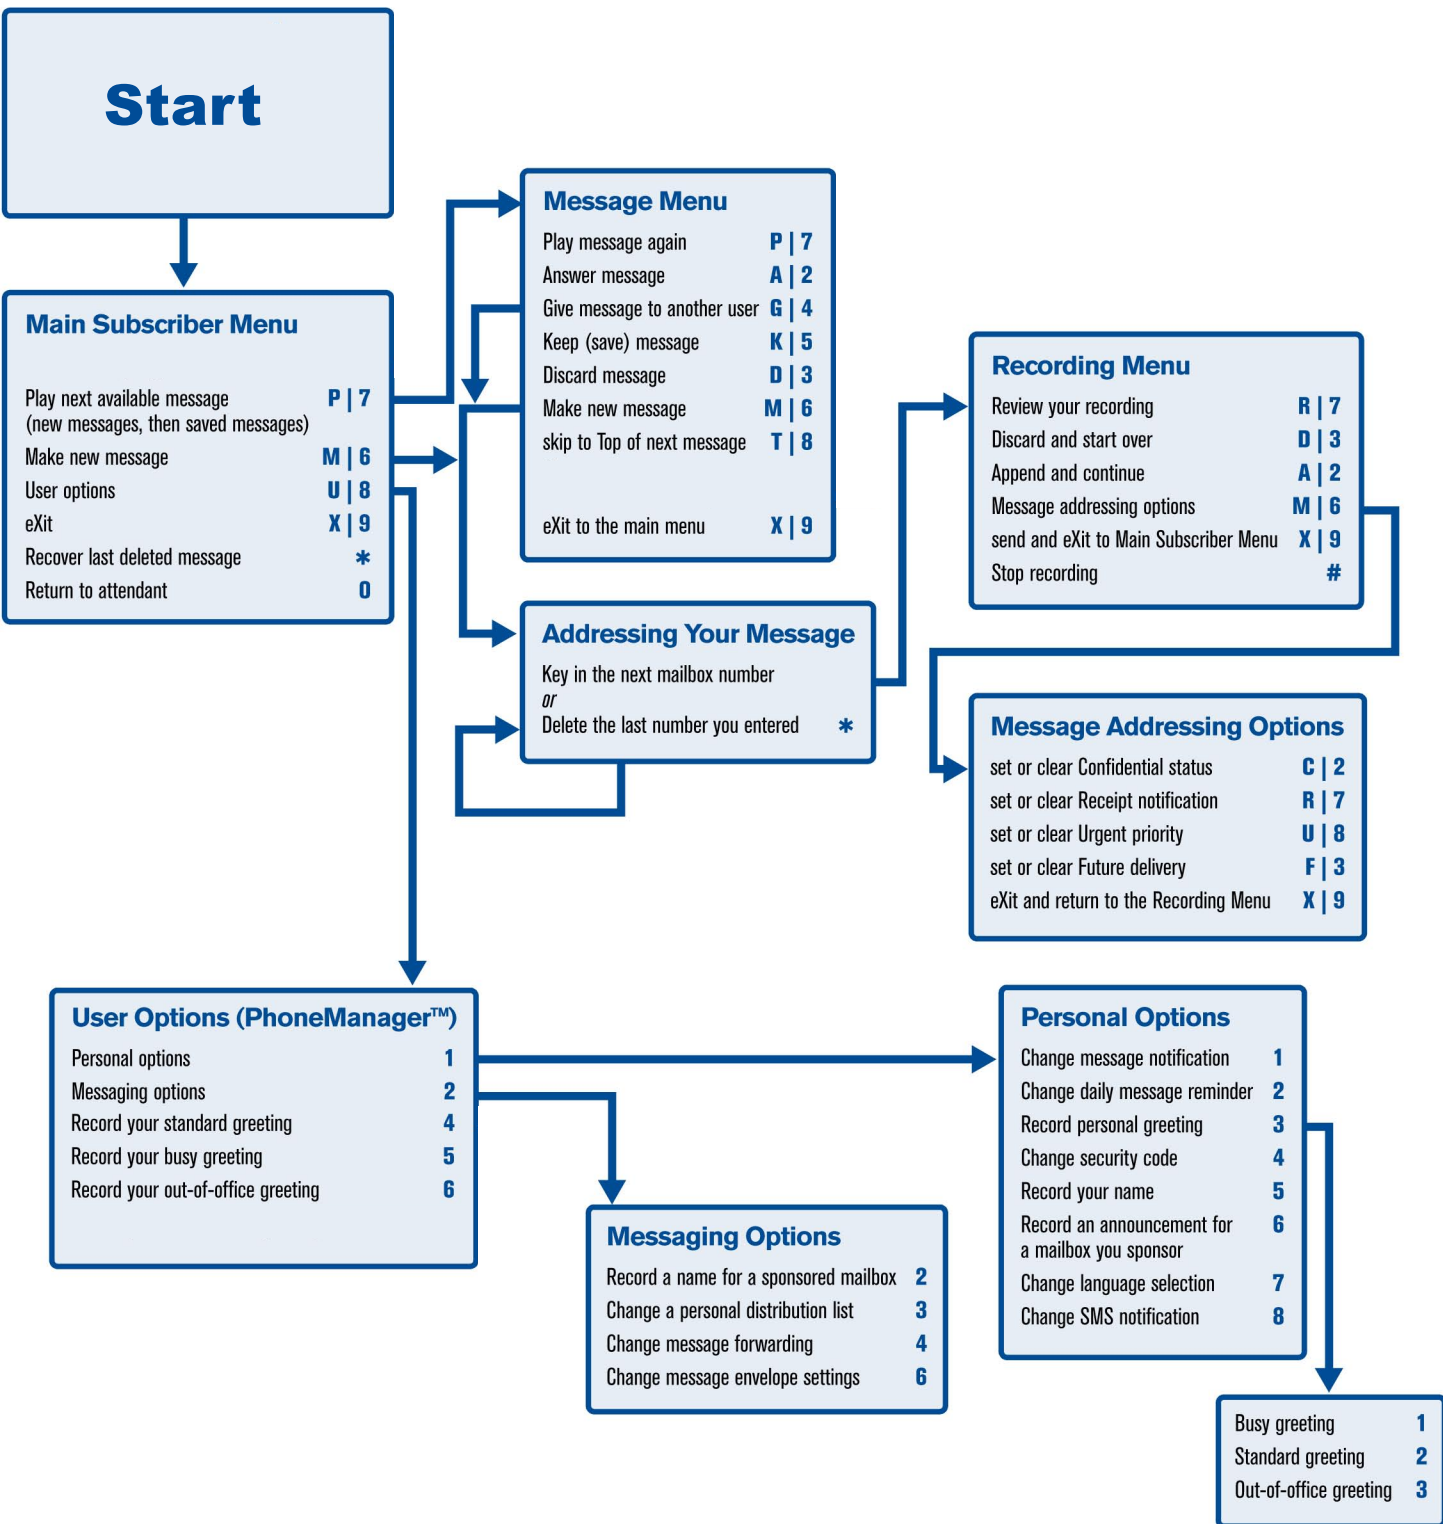 Start
Main Subscriber Menu
Play next available message P | 7
(new messages, then saved messages)
Make new message M | 6
User options U | 8
eXit X | 9
Recover last deleted message *
Return to attendant 0
Message Menu
Play message again P | 7
Answer message A | 2
Give message to another user G | 4
Keep (save) message K | 5
Discard message D | 3
Make new message M | 6
skip to Top of next message T | 8
eXit to the main menu X | 9
Addressing Your Message
Key in the next mailbox number
or
Delete the last number you entered *
Recording Menu
Review your recording R | 7
Discard and start over D | 3
Append and continue A | 2
Message addressing options M | 6
send and eXit to Main Subscriber Menu X | 9
Stop recording #
Message Addressing Options
set or clear Confidential status C | 2
set or clear Receipt notification R | 7
set or clear Urgent priority U | 8
set or clear Future delivery F | 3
eXit and return to the Recording Menu X | 9
User Options (PhoneManager™)
Personal options 1
Messaging options 2
Record your standard greeting 4
Record your busy greeting 5
Record your out-of-office greeting 6
Messaging Options
Record a name for a sponsored mailbox 2
Change a personal distribution list 3
Change message forwarding 4
Change message envelope settings 6
Personal Options
Change message notification 1
Change daily message reminder 2
Record personal greeting 3
Change security code 4
Record your name 5
Record an announcement for 6
a mailbox you sponsor
Change language selection 7
Change SMS notification 8
Busy greeting 1
Standard greeting 2
Out-of-office greeting 3